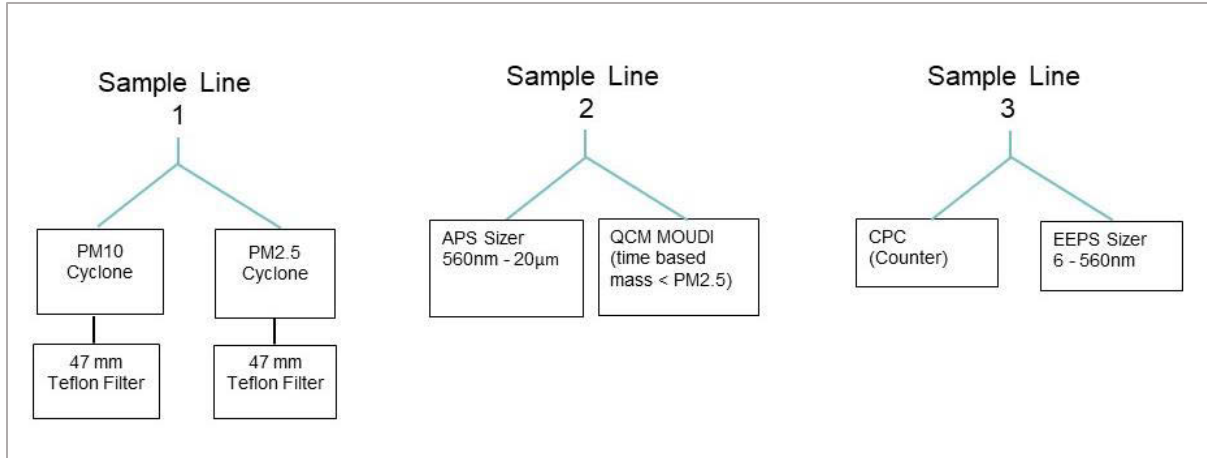 Sample Line
1
PM10
Cyclone
PM2.5
Cyclone
47 mm
Teflon Filter
47 mm
Teflon Filter
Sample Line
2
APS Sizer
560nm - 20µm
QCM MOUDI
(time based
mass < PM2.5)
Sample Line
3
CPC
(Counter)
EEPS Sizer
6 - 560nm